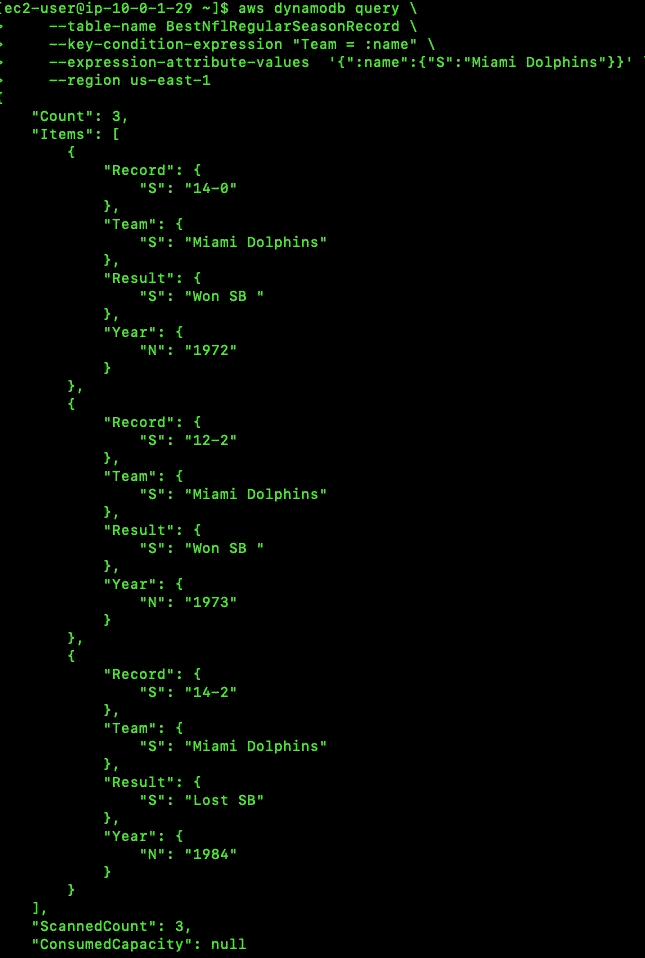 [ec2-user@ip-10-0-1-29 ~]$ aws dynamodb query \
>     --table-name BestNflRegularSeasonRecord \
>     --key-condition-expression "Team = :name" \
>     --expression-attribute-values  '{":name":{"S":"Miami Dolphins"}}' \
>     --region us-east-1
{
    "Count": 3,
    "Items": [
        {
            "Record": {
                "S": "14-0"
            },
            "Team": {
                "S": "Miami Dolphins"
            },
            "Result": {
                "S": "Won SB "
            },
            "Year": {
                "N": "1972"
            }
        },
        {
            "Record": {
                "S": "12-2"
            },
            "Team": {
                "S": "Miami Dolphins"
            },
            "Result": {
                "S": "Won SB "
            },
            "Year": {
                "N": "1973"
            }
        },
        {
            "Record": {
                "S": "14-2"
            },
            "Team": {
                "S": "Miami Dolphins"
            },
            "Result": {
                "S": "Lost SB"
            },
            "Year": {
                "N": "1984"
            }
        }
    ],
    "ScannedCount": 3,
    "ConsumedCapacity": null